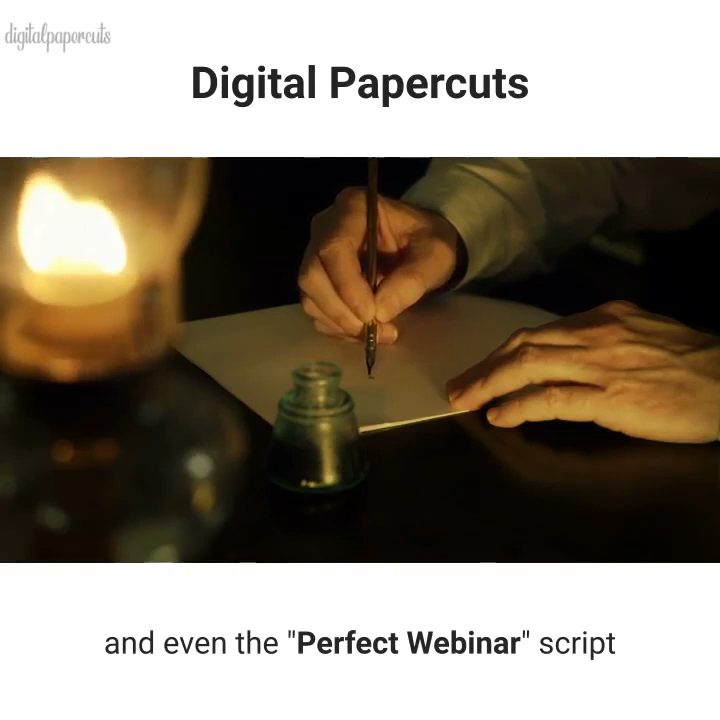 digitalpapercuts
Digital Papercuts
and even the "Perfect Webinar" script